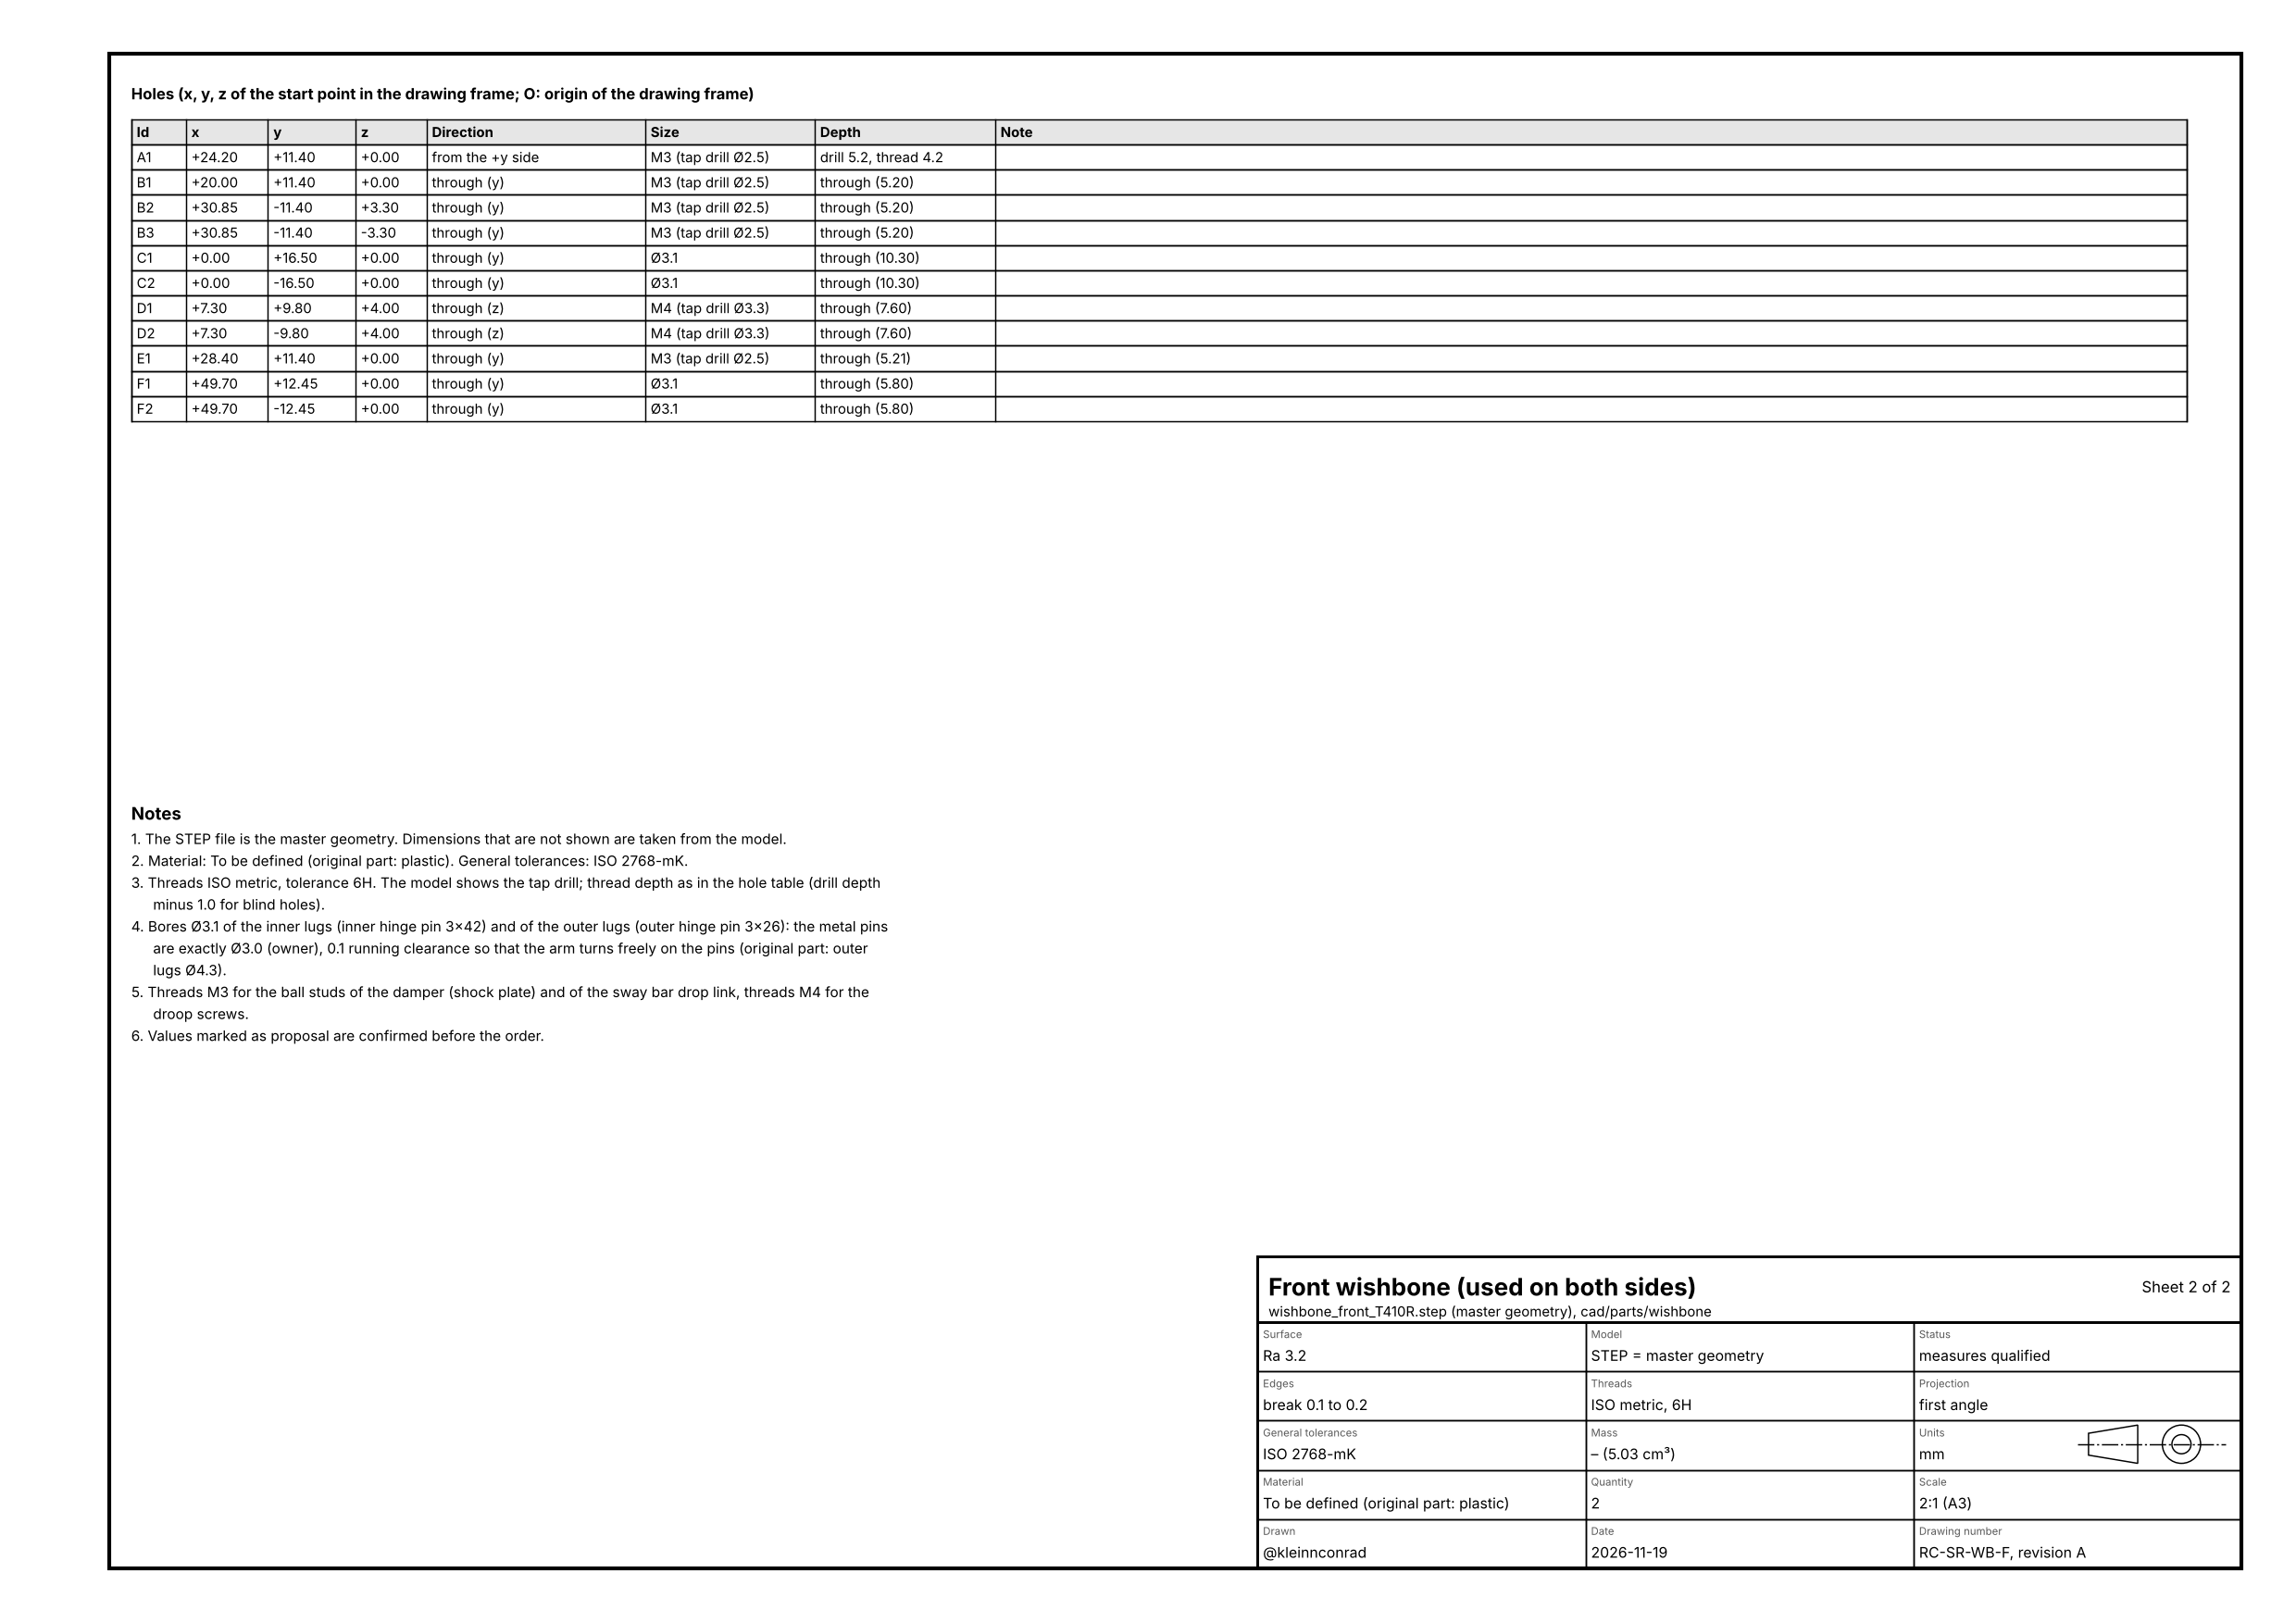 Holes (x, y, z of the start point in the drawing frame; O: origin of the drawing frame)
Id x y z Direction Size Depth Note
A1 +24.20 +11.40 +0.00 from the +y side M3 (tap drill Ø2.5) drill 5.2, thread 4.2
B1 +20.00 +11.40 +0.00 through (y) M3 (tap drill Ø2.5) through (5.20)
B2 +30.85 -11.40 +3.30 through (y) M3 (tap drill Ø2.5) through (5.20)
B3 +30.85 -11.40 -3.30 through (y) M3 (tap drill Ø2.5) through (5.20)
C1 +0.00 +16.50 +0.00 through (y) Ø3.1 through (10.30)
C2 +0.00 -16.50 +0.00 through (y) Ø3.1 through (10.30)
D1 +7.30 +9.80 +4.00 through (z) M4 (tap drill Ø3.3) through (7.60)
D2 +7.30 -9.80 +4.00 through (z) M4 (tap drill Ø3.3) through (7.60)
E1 +28.40 +11.40 +0.00 through (y) M3 (tap drill Ø2.5) through (5.21)
F1 +49.70 +12.45 +0.00 through (y) Ø3.1 through (5.80)
F2 +49.70 -12.45 +0.00 through (y) Ø3.1 through (5.80)
Notes
1. The STEP file is the master geometry. Dimensions that are not shown are taken from the model.
2. Material: To be defined (original part: plastic). General tolerances: ISO 2768-mK.
3. Threads ISO metric, tolerance 6H. The model shows the tap drill; thread depth as in the hole table (drill depth
minus 1.0 for blind holes).
4. Bores Ø3.1 of the inner lugs (inner hinge pin 3×42) and of the outer lugs (outer hinge pin 3×26): the metal pins
are exactly Ø3.0 (owner), 0.1 running clearance so that the arm turns freely on the pins (original part: outer
lugs Ø4.3).
5. Threads M3 for the ball studs of the damper (shock plate) and of the sway bar drop link, threads M4 for the
droop screws.
6. Values marked as proposal are confirmed before the order.
Front wishbone (used on both sides) Sheet 2 of 2
wishbone_front_T410R.step (master geometry), cad/parts/wishbone
Surface Model Status
Ra 3.2 STEP = master geometry measures qualified
Edges Threads Projection
break 0.1 to 0.2 ISO metric, 6H first angle
General tolerances Mass Units
ISO 2768-mK – (5.03 cm³) mm
Material Quantity Scale
To be defined (original part: plastic) 2 2:1 (A3)
Drawn Date Drawing number
@kleinnconrad 2026-11-19 RC-SR-WB-F, revision A